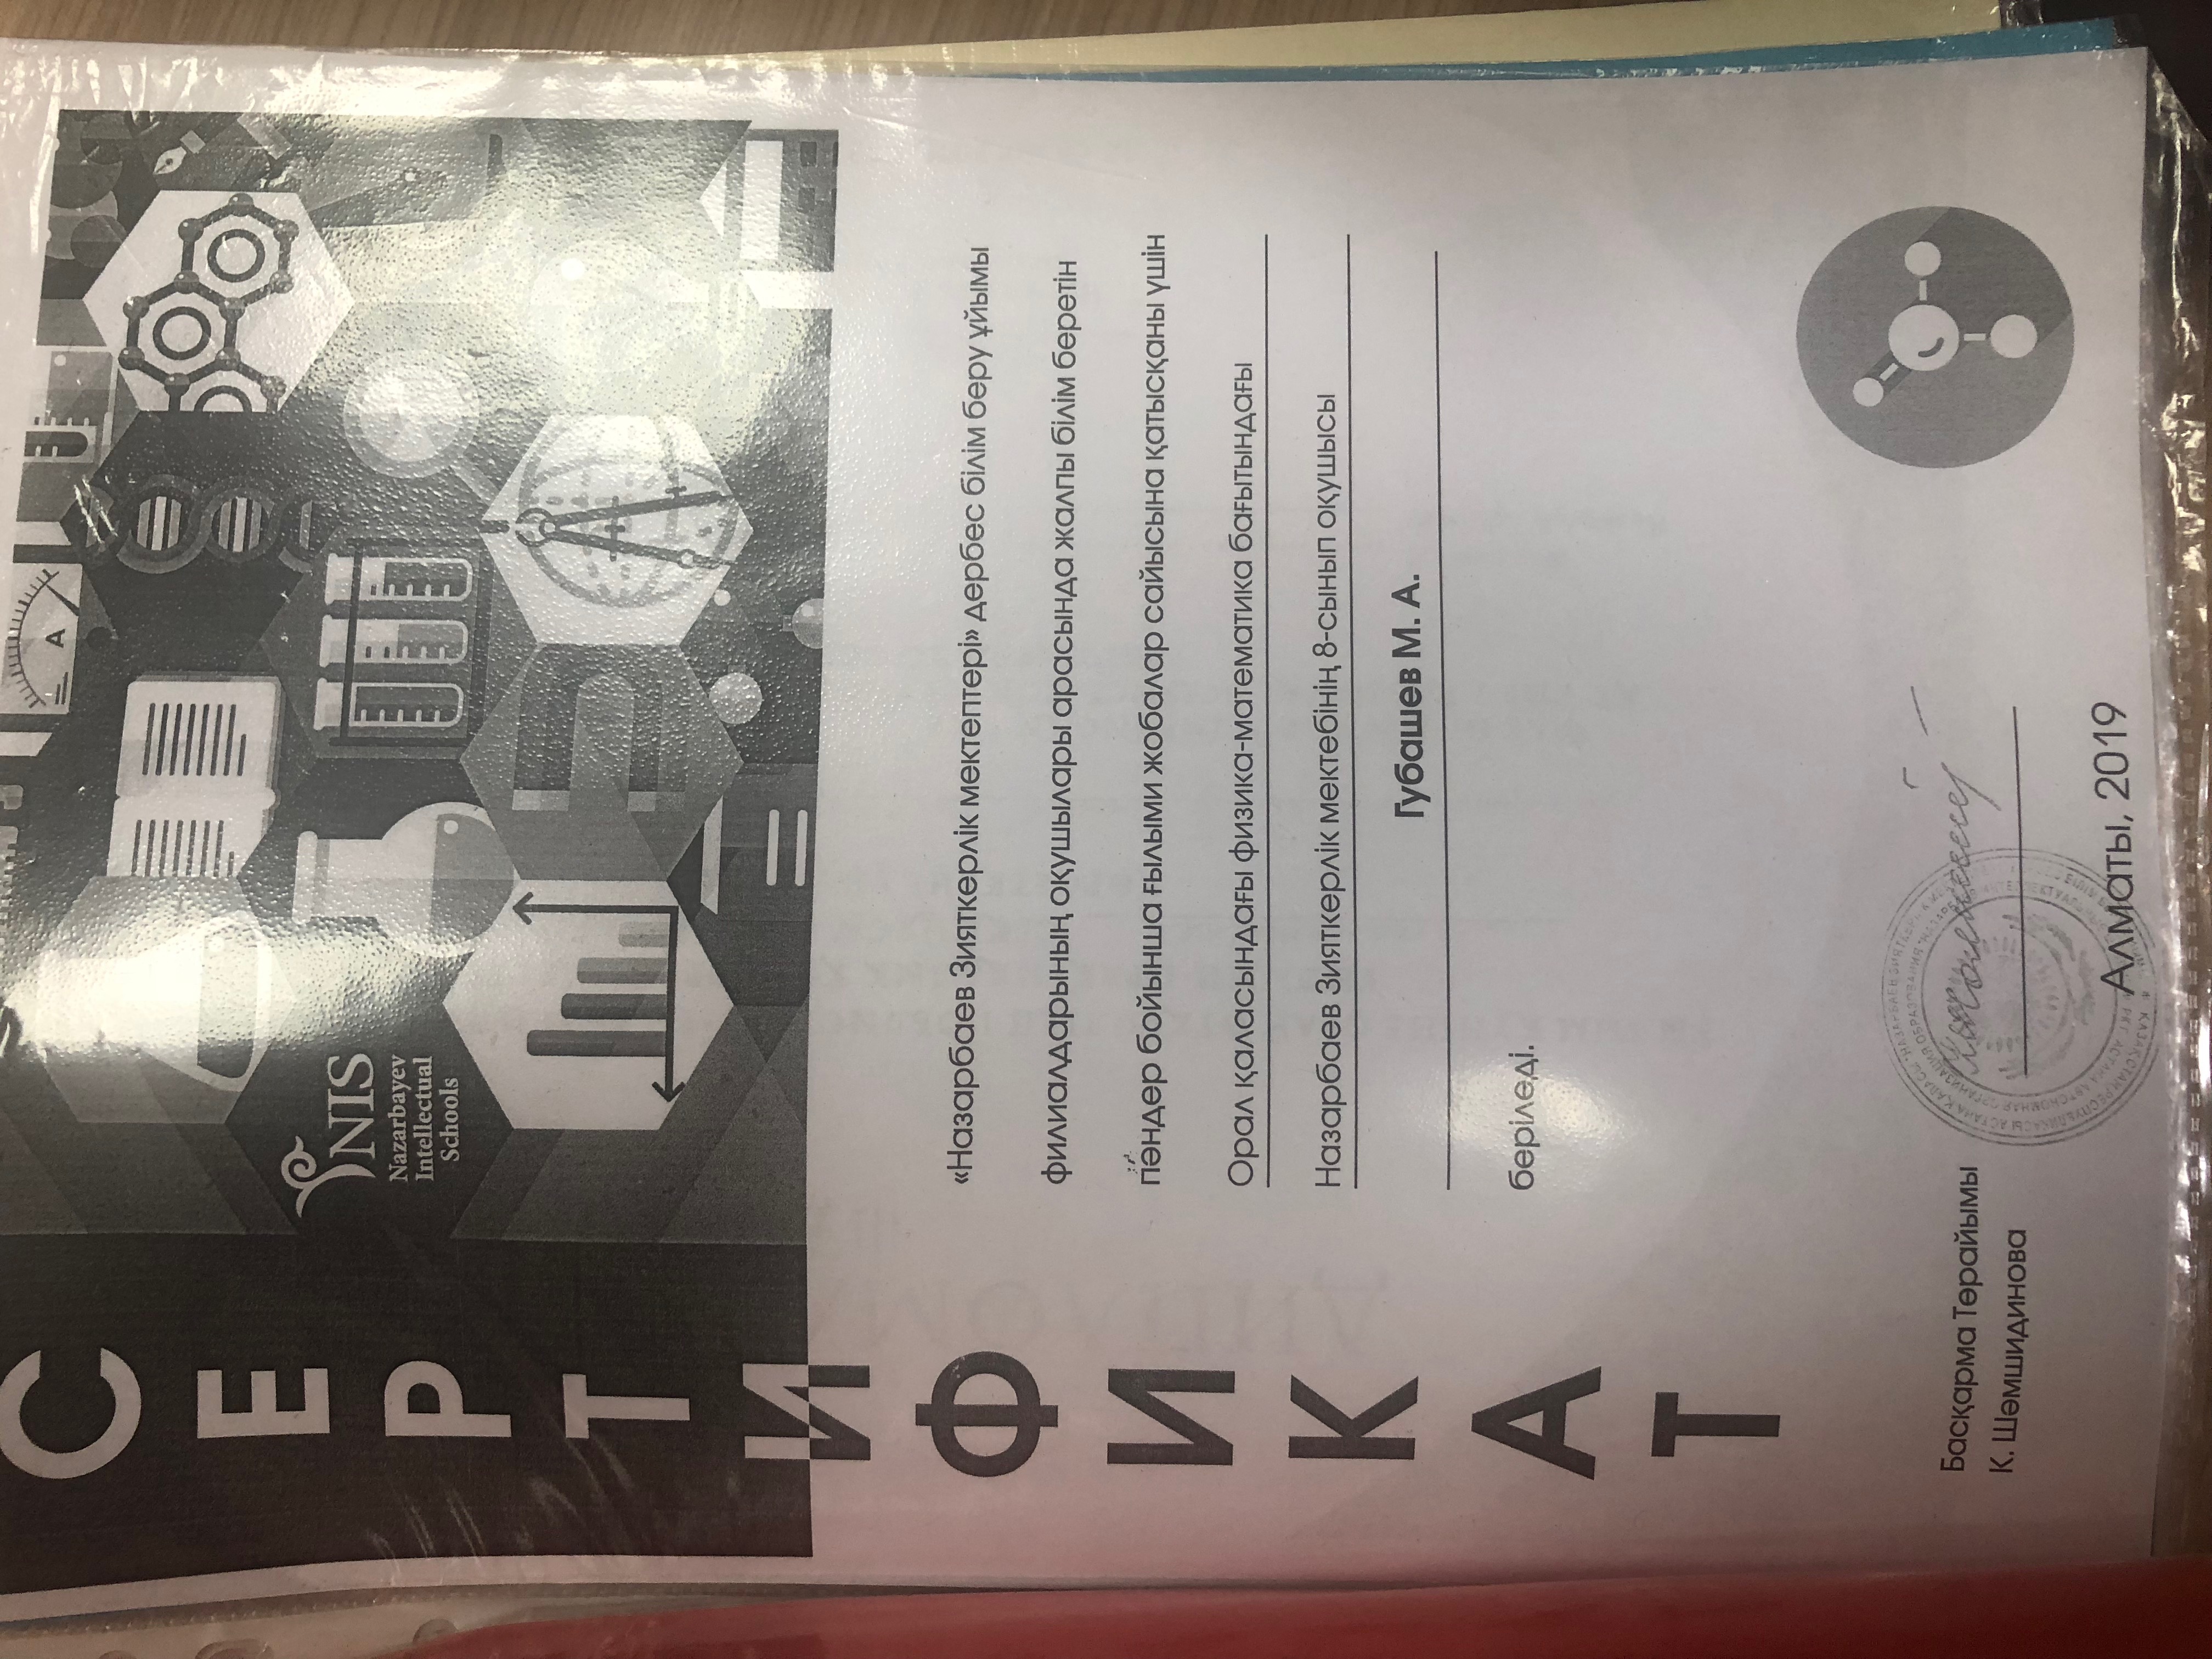 СЕРТИФИКАТ
A
NIS
Nazarbayev
Intellectual
Schools
«Назарбаев Зияткерлік мектептері» дербес білім беру ұйымы
филиалдарының оқушылары арасында жалпы білім беретін
пәндер бойынша ғылыми жобалар сайысына қатысқаны үшін
Орал қаласындағы физика-математика бағытындағы
Назарбаев Зияткерлік мектебінің 8-сынып оқушысы
Губашев М. А.
беріледі.
Басқарма Төрайымы
К. Шәмшидинова
Алматы, 2019